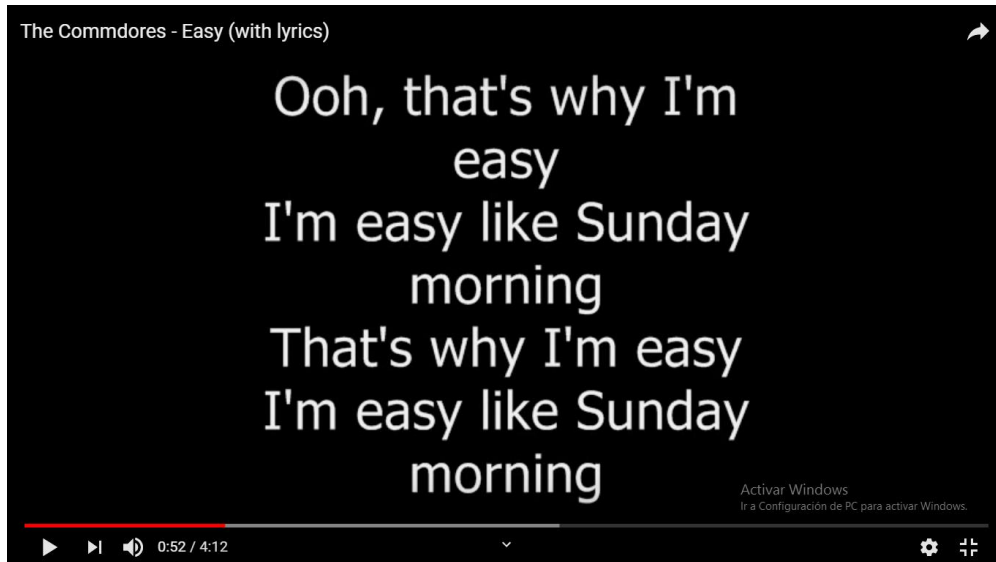 The Commdores - Easy (with lyrics)
Ooh, that's why I'm
easy
I'm easy like Sunday
morning
That's why I'm easy
I'm easy like Sunday
morning
Activar Windows
Ir a Configuración de PC para activar Windows.
0:52 / 4:12